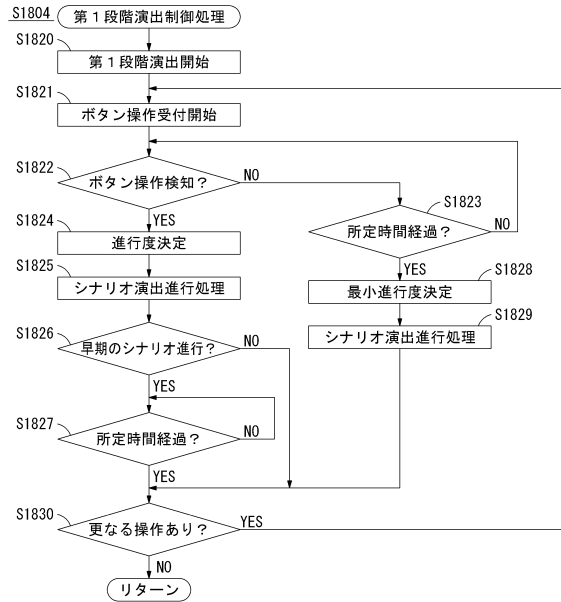 S1804
第１段階演出制御処理
S1820
第１段階演出開始
S1821
ボタン操作受付開始
S1822
ボタン操作検知？
NO
YES
S1823
所定時間経過？
NO
YES
S1824
進行度決定
S1825
シナリオ演出進行処理
S1828
最小進行度決定
S1829
シナリオ演出進行処理
S1826
早期のシナリオ進行？
NO
YES
S1827
所定時間経過？
NO
YES
S1830
更なる操作あり？
YES
NO
リターン